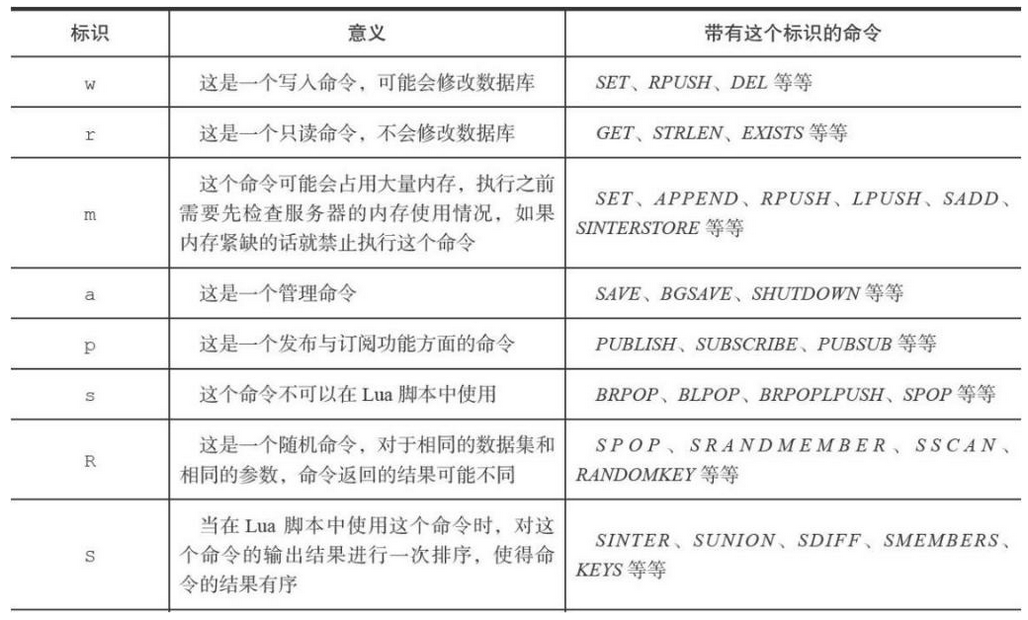 标识 意义 带有这个标识的命令
w 这是一个写入命令，可能会修改数据库 SET、RPUSH、DEL 等等
r 这是一个只读命令，不会修改数据库 GET、STRLEN、EXISTS 等等
m 这个命令可能会占用大量内存，执行之前
需要先检查服务器的内存使用情况，如果
内存紧缺的话就禁止执行这个命令 SET、APPEND、RPUSH、LPUSH、SADD、
SINTERSTORE 等等
a 这是一个管理命令 SAVE、BGSAVE、SHUTDOWN 等等
p 这是一个发布与订阅功能方面的命令 PUBLISH、SUBSCRIBE、PUBSUB 等等
s 这个命令不可以在 Lua 脚本中使用 BRPOP、BLPOP、BRPOPLPUSH、SPOP 等等
R 这是一个随机命令，对于相同的数据集和
相同的参数，命令返回的结果可能不同 SPOP、SRANDMEMBER、SSCAN、
RANDOMKEY 等等
S 当在 Lua 脚本中使用这个命令时，对这
个命令的输出结果进行一次排序，使得命
令的结果有序 SINTER、SUNION、SDIFF、SMEMBERS、
KEYS 等等